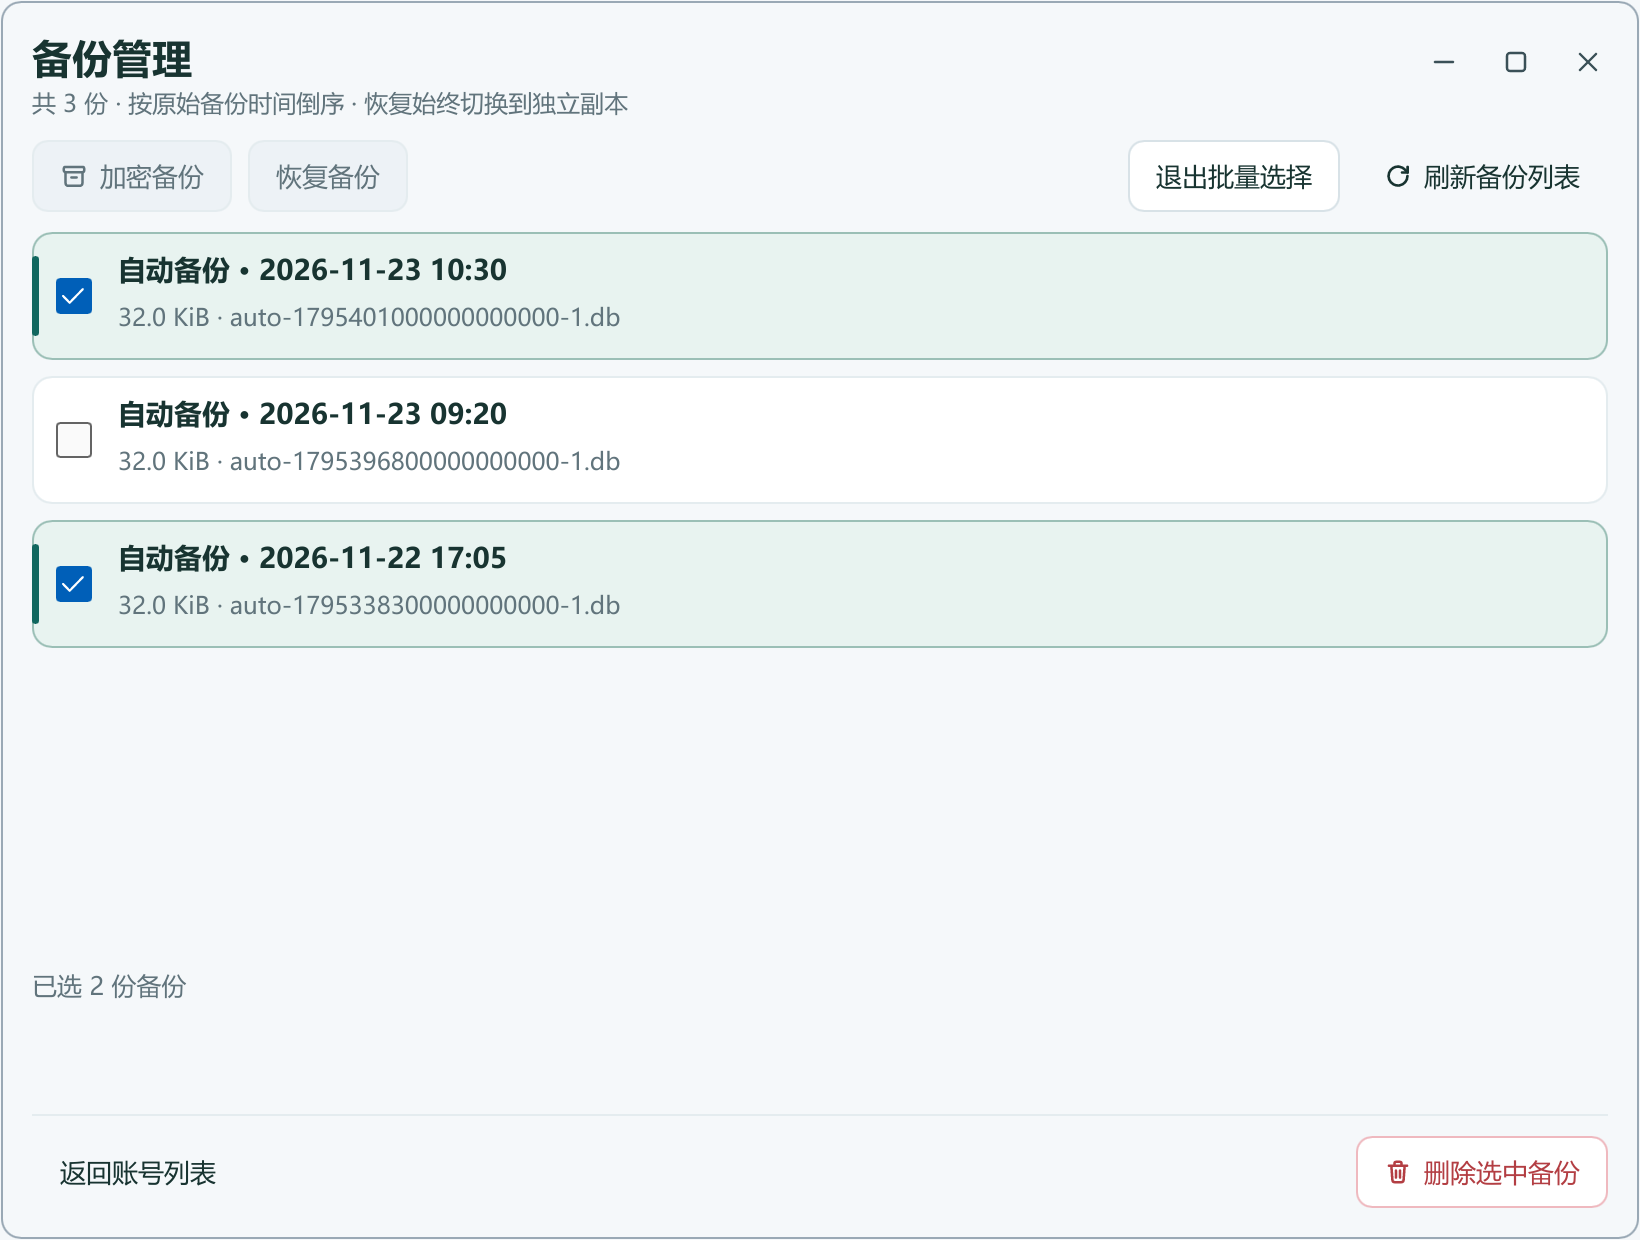 备份管理
共 3 份 · 按原始备份时间倒序 · 恢复始终切换到独立副本
加密备份
恢复备份
退出批量选择
刷新备份列表
自动备份 • 2026-11-23 10:30
32.0 KiB · auto-1795401000000000000-1.db
自动备份 • 2026-11-23 09:20
32.0 KiB · auto-1795396800000000000-1.db
自动备份 • 2026-11-22 17:05
32.0 KiB · auto-1795338300000000000-1.db
已选 2 份备份
返回账号列表
删除选中备份